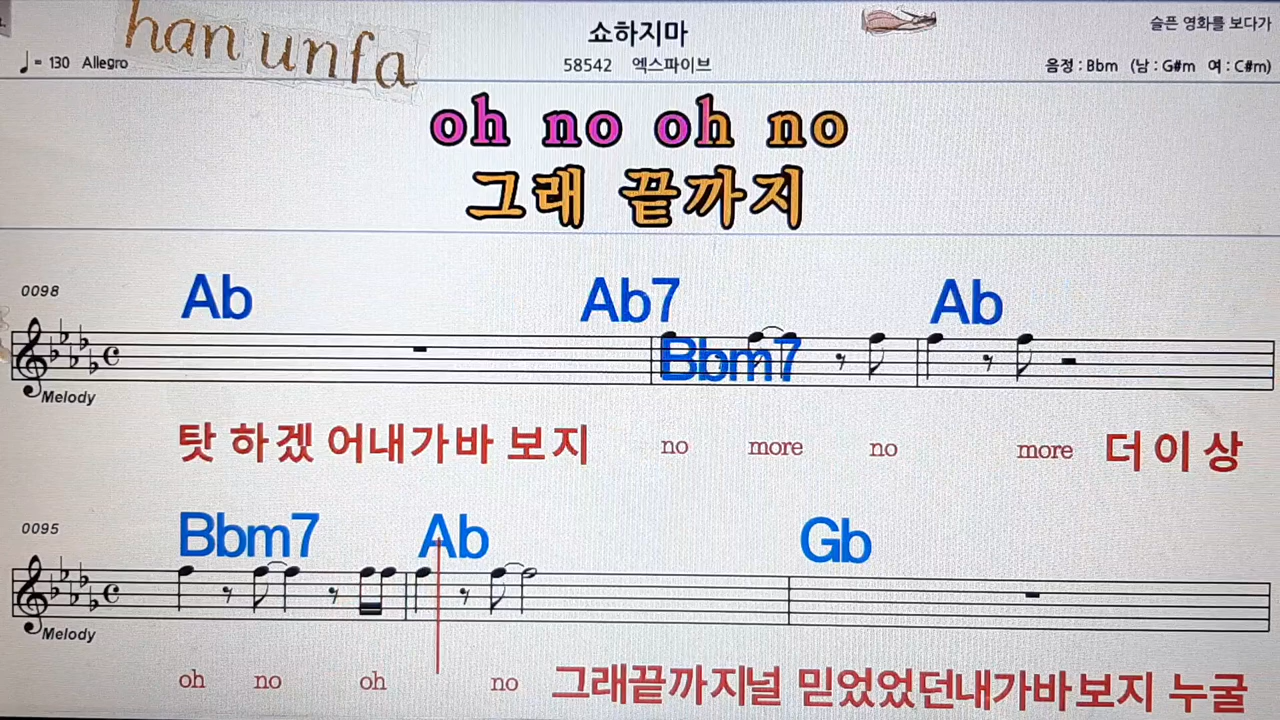 han unfa
쇼하지마
슬픈 영화를 보다가
♩= 130 Allegro
58542 엑스파이브
음정 : Bbm (남 : G#m 여 : C#m)
oh no oh no
그래 끝까지
0098
Ab Ab7 Bbm7 Ab
Melody
탓 하겠 어내가바 보지 no more no more 더 이 상
0095
Bbm7 Ab Gb
Melody
oh no oh no 그래끝까지널 믿었었던내가바보지 누굴